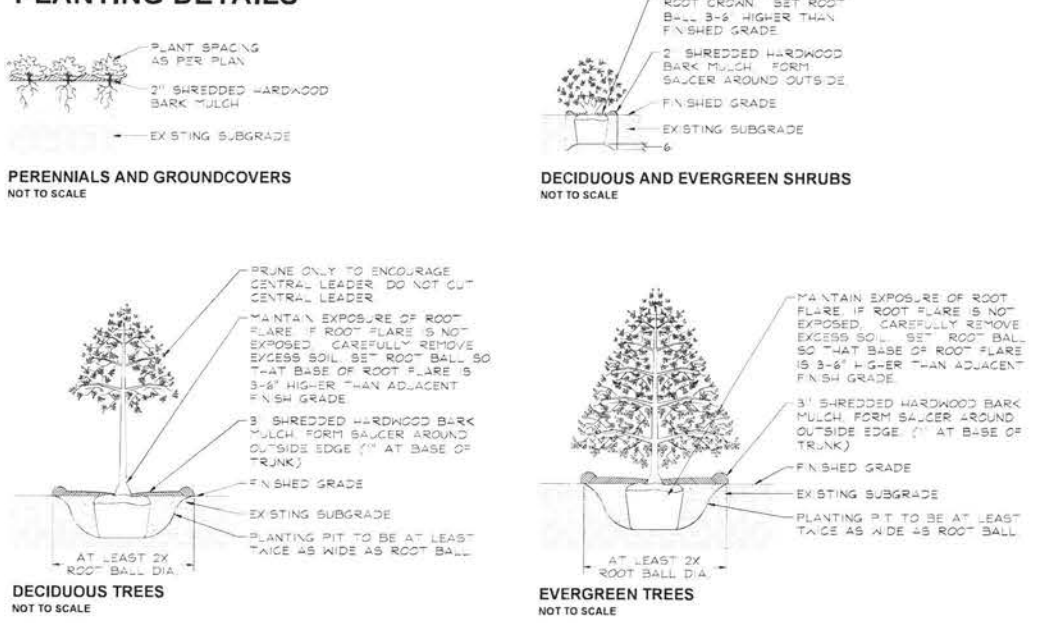 PLANTING DETAILS
PLANT SPACING
AS PER PLAN
2" SHREDDED HARDWOOD
BARK MULCH
EXISTING SUBGRADE
PERENNIALS AND GROUNDCOVERS
NOT TO SCALE
ROOT CROWN. SET ROOT
BALL 3-6" HIGHER THAN
FINISHED GRADE.
2" SHREDDED HARDWOOD
BARK MULCH. FORM
SAUCER AROUND OUTSIDE.
FINISHED GRADE
EXISTING SUBGRADE
6
DECIDUOUS AND EVERGREEN SHRUBS
NOT TO SCALE
PRUNE ONLY TO ENCOURAGE
CENTRAL LEADER. DO NOT CUT
CENTRAL LEADER
MAINTAIN EXPOSURE OF ROOT
FLARE. IF ROOT FLARE IS NOT
EXPOSED, CAREFULLY REMOVE
EXCESS SOIL. SET ROOT BALL SO
THAT BASE OF ROOT FLARE IS
3-6" HIGHER THAN ADJACENT
FINISH GRADE.
3" SHREDDED HARDWOOD BARK
MULCH, FORM SAUCER AROUND
OUTSIDE EDGE (1" AT BASE OF
TRUNK)
FINISHED GRADE
EXISTING SUBGRADE
PLANTING PIT TO BE AT LEAST
TWICE AS WIDE AS ROOT BALL.
AT LEAST 2X
ROOT BALL DIA.
DECIDUOUS TREES
NOT TO SCALE
MAINTAIN EXPOSURE OF ROOT
FLARE. IF ROOT FLARE IS NOT
EXPOSED, CAREFULLY REMOVE
EXCESS SOIL. SET ROOT BALL
SO THAT BASE OF ROOT FLARE
IS 3-6" HIGHER THAN ADJACENT
FINISH GRADE.
3" SHREDDED HARDWOOD BARK
MULCH, FORM SAUCER AROUND
OUTSIDE EDGE. (1" AT BASE OF
TRUNK)
FINISHED GRADE
EXISTING SUBGRADE
PLANTING PIT TO BE AT LEAST
TWICE AS WIDE AS ROOT BALL.
AT LEAST 2X
ROOT BALL DIA.
EVERGREEN TREES
NOT TO SCALE